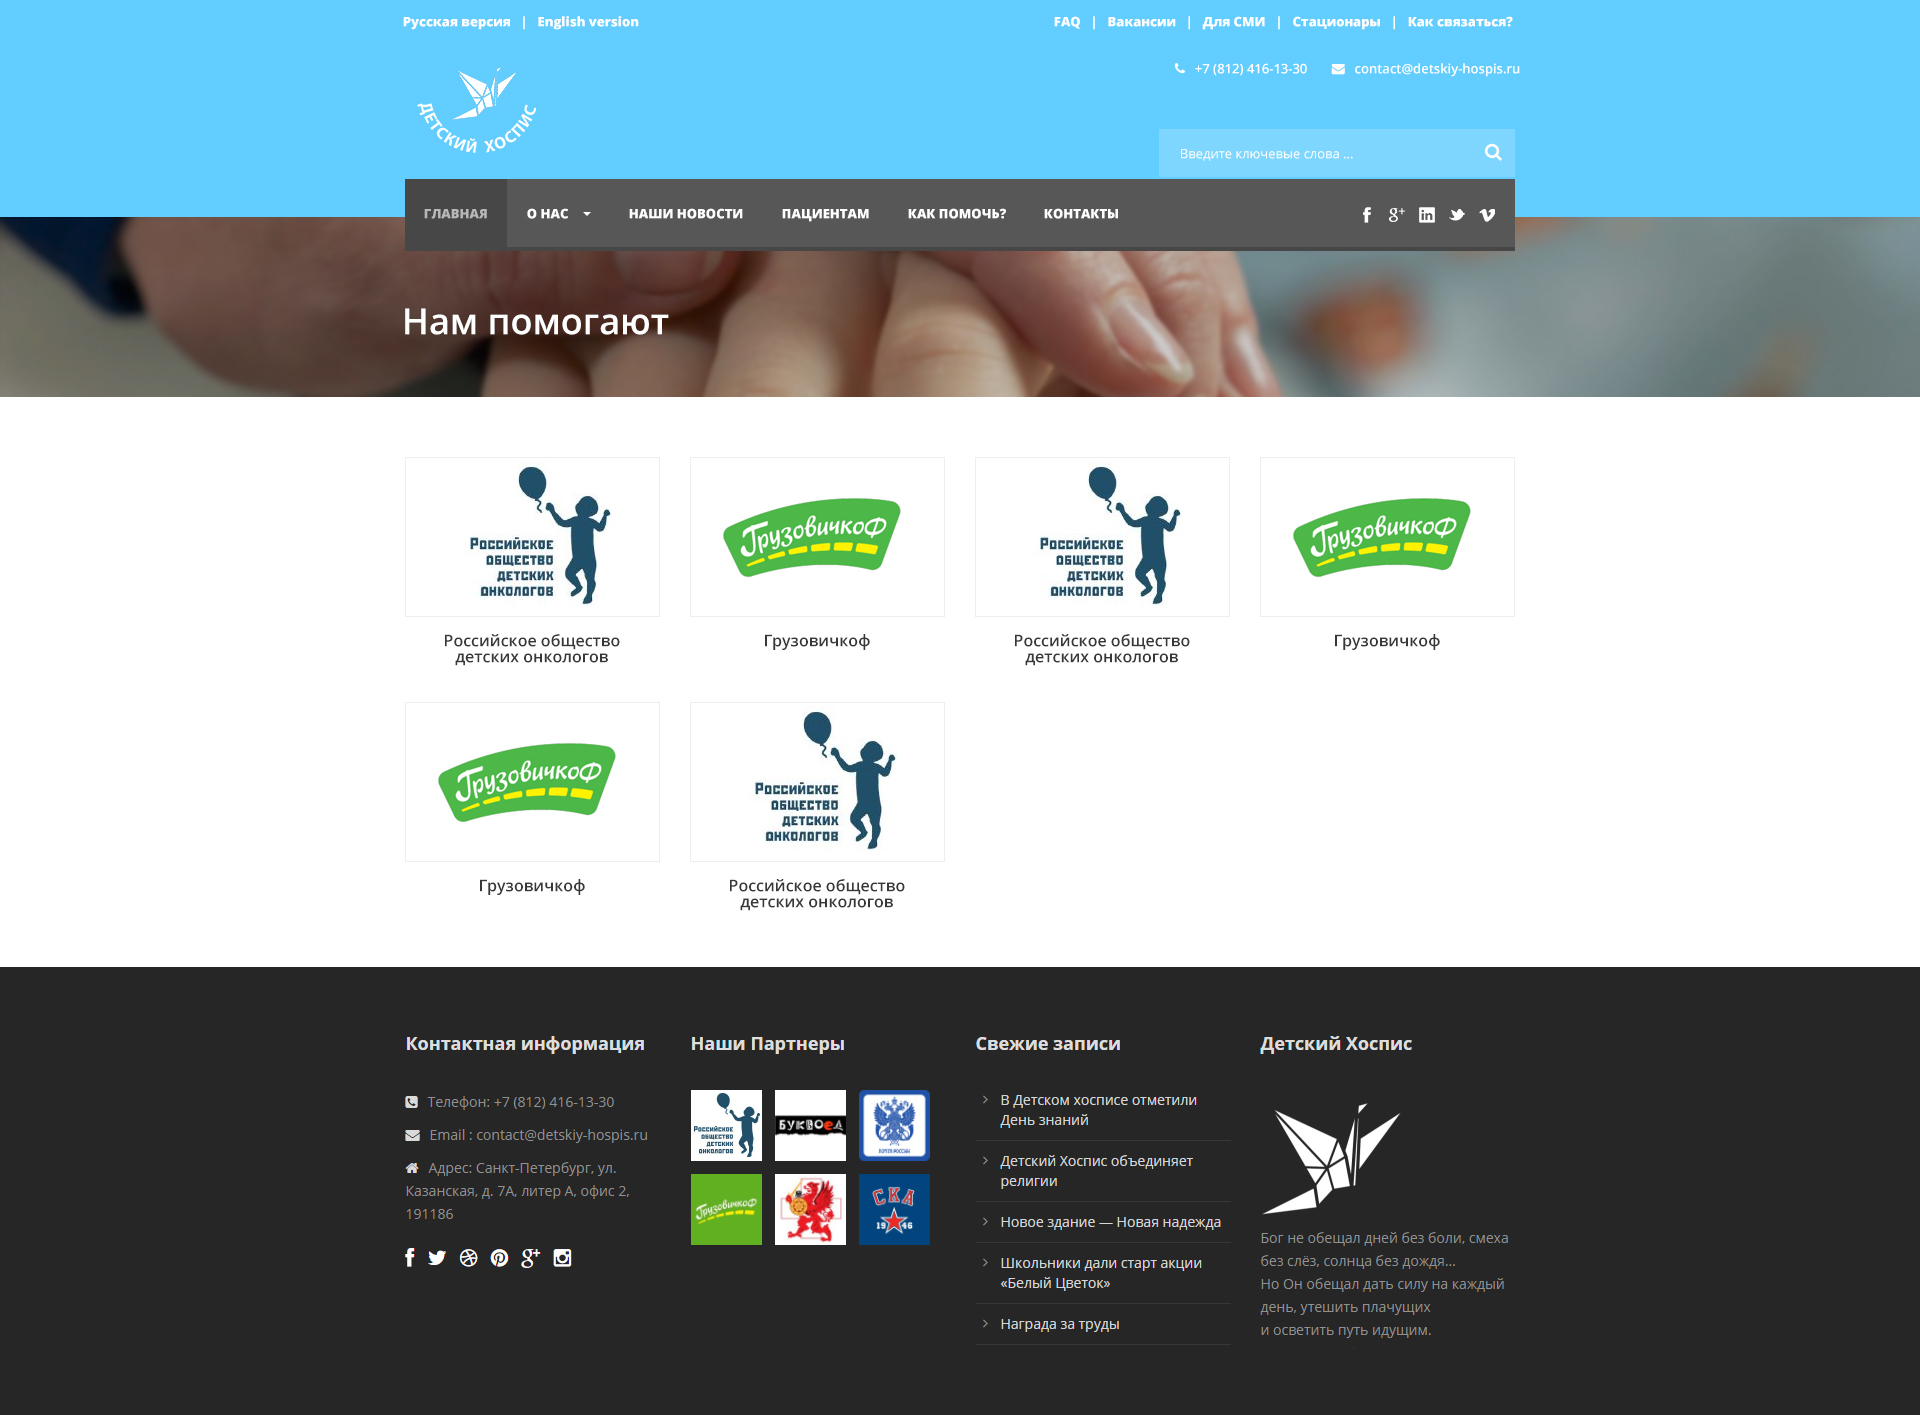 Русская версия | English version
FAQ | Вакансии | Для СМИ | Стационары | Как связаться?
+7 (812) 416-13-30 contact@detskiy-hospis.ru
ДЕТСКИЙ ХОСПИС
Введите ключевые слова ...
ГЛАВНАЯ О НАС НАШИ НОВОСТИ ПАЦИЕНТАМ КАК ПОМОЧЬ? КОНТАКТЫ
Нам помогают
Российское
общество
детских
онкологов
ГрузовичкоФ
Российское
общество
детских
онкологов
ГрузовичкоФ
Российское общество
детских онкологов
Грузовичкоф
Российское общество
детских онкологов
Грузовичкоф
ГрузовичкоФ
Российское
общество
детских
онкологов
Грузовичкоф
Российское общество
детских онкологов
Контактная информация
Телефон: +7 (812) 416-13-30
Email : contact@detskiy-hospis.ru
Адрес: Санкт-Петербург, ул.
Казанская, д. 7А, литер А, офис 2,
191186
Наши Партнеры
Российское
общество
детских
онкологов
БУКВОЕД
ПОЧТА РОССИИ
ГрузовичкоФ
СКА
1946
Свежие записи
В Детском хосписе отметили
День знаний
Детский Хоспис объединяет
религии
Новое здание — Новая надежда
Школьники дали старт акции
«Белый Цветок»
Награда за труды
Детский Хоспис
Бог не обещал дней без боли, смеха
без слёз, солнца без дождя...
Но Он обещал дать силу на каждый
день, утешить плачущих
и осветить путь идущим.